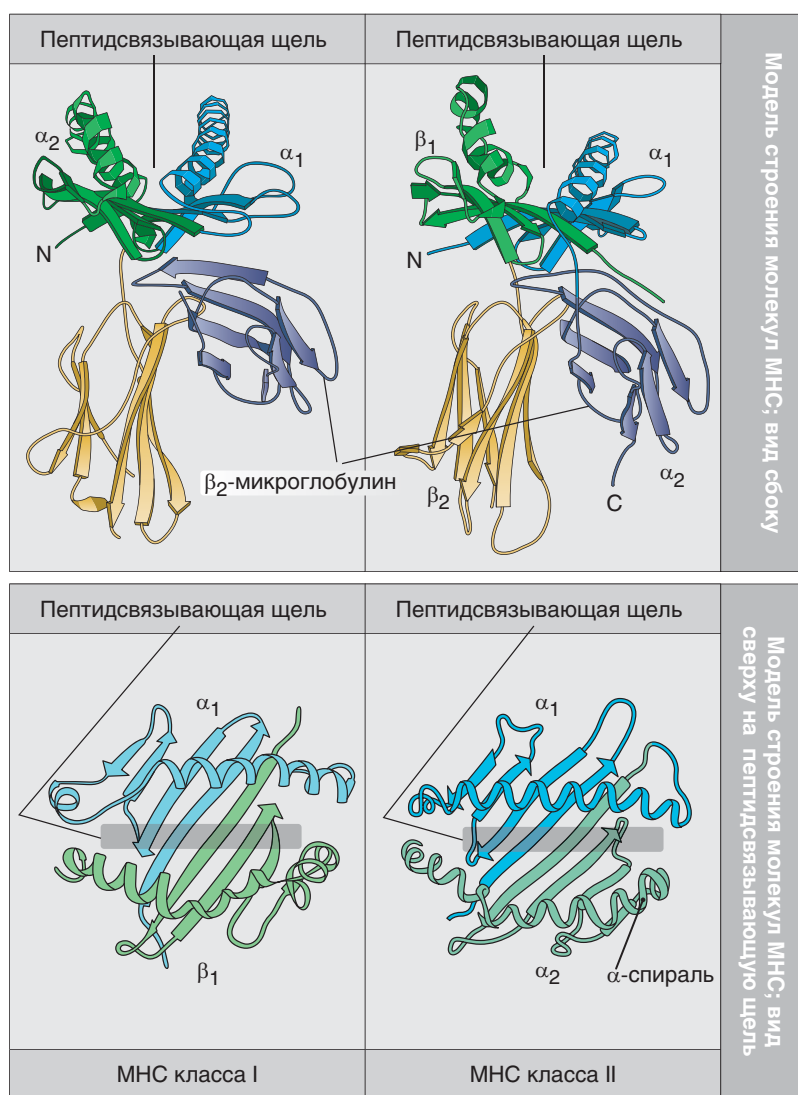 Пептидсвязывающая щель
Пептидсвязывающая щель
α2
α1
N
β1
α1
N
β2-микроглобулин
β2
α2
C
Модель строения молекул МНС; вид сбоку
Пептидсвязывающая щель
Пептидсвязывающая щель
α1
β1
α1
α2
α-спираль
Модель строения молекул МНС; вид
сверху на пептидсвязывающую щель
МНС класса I
МНС класса II